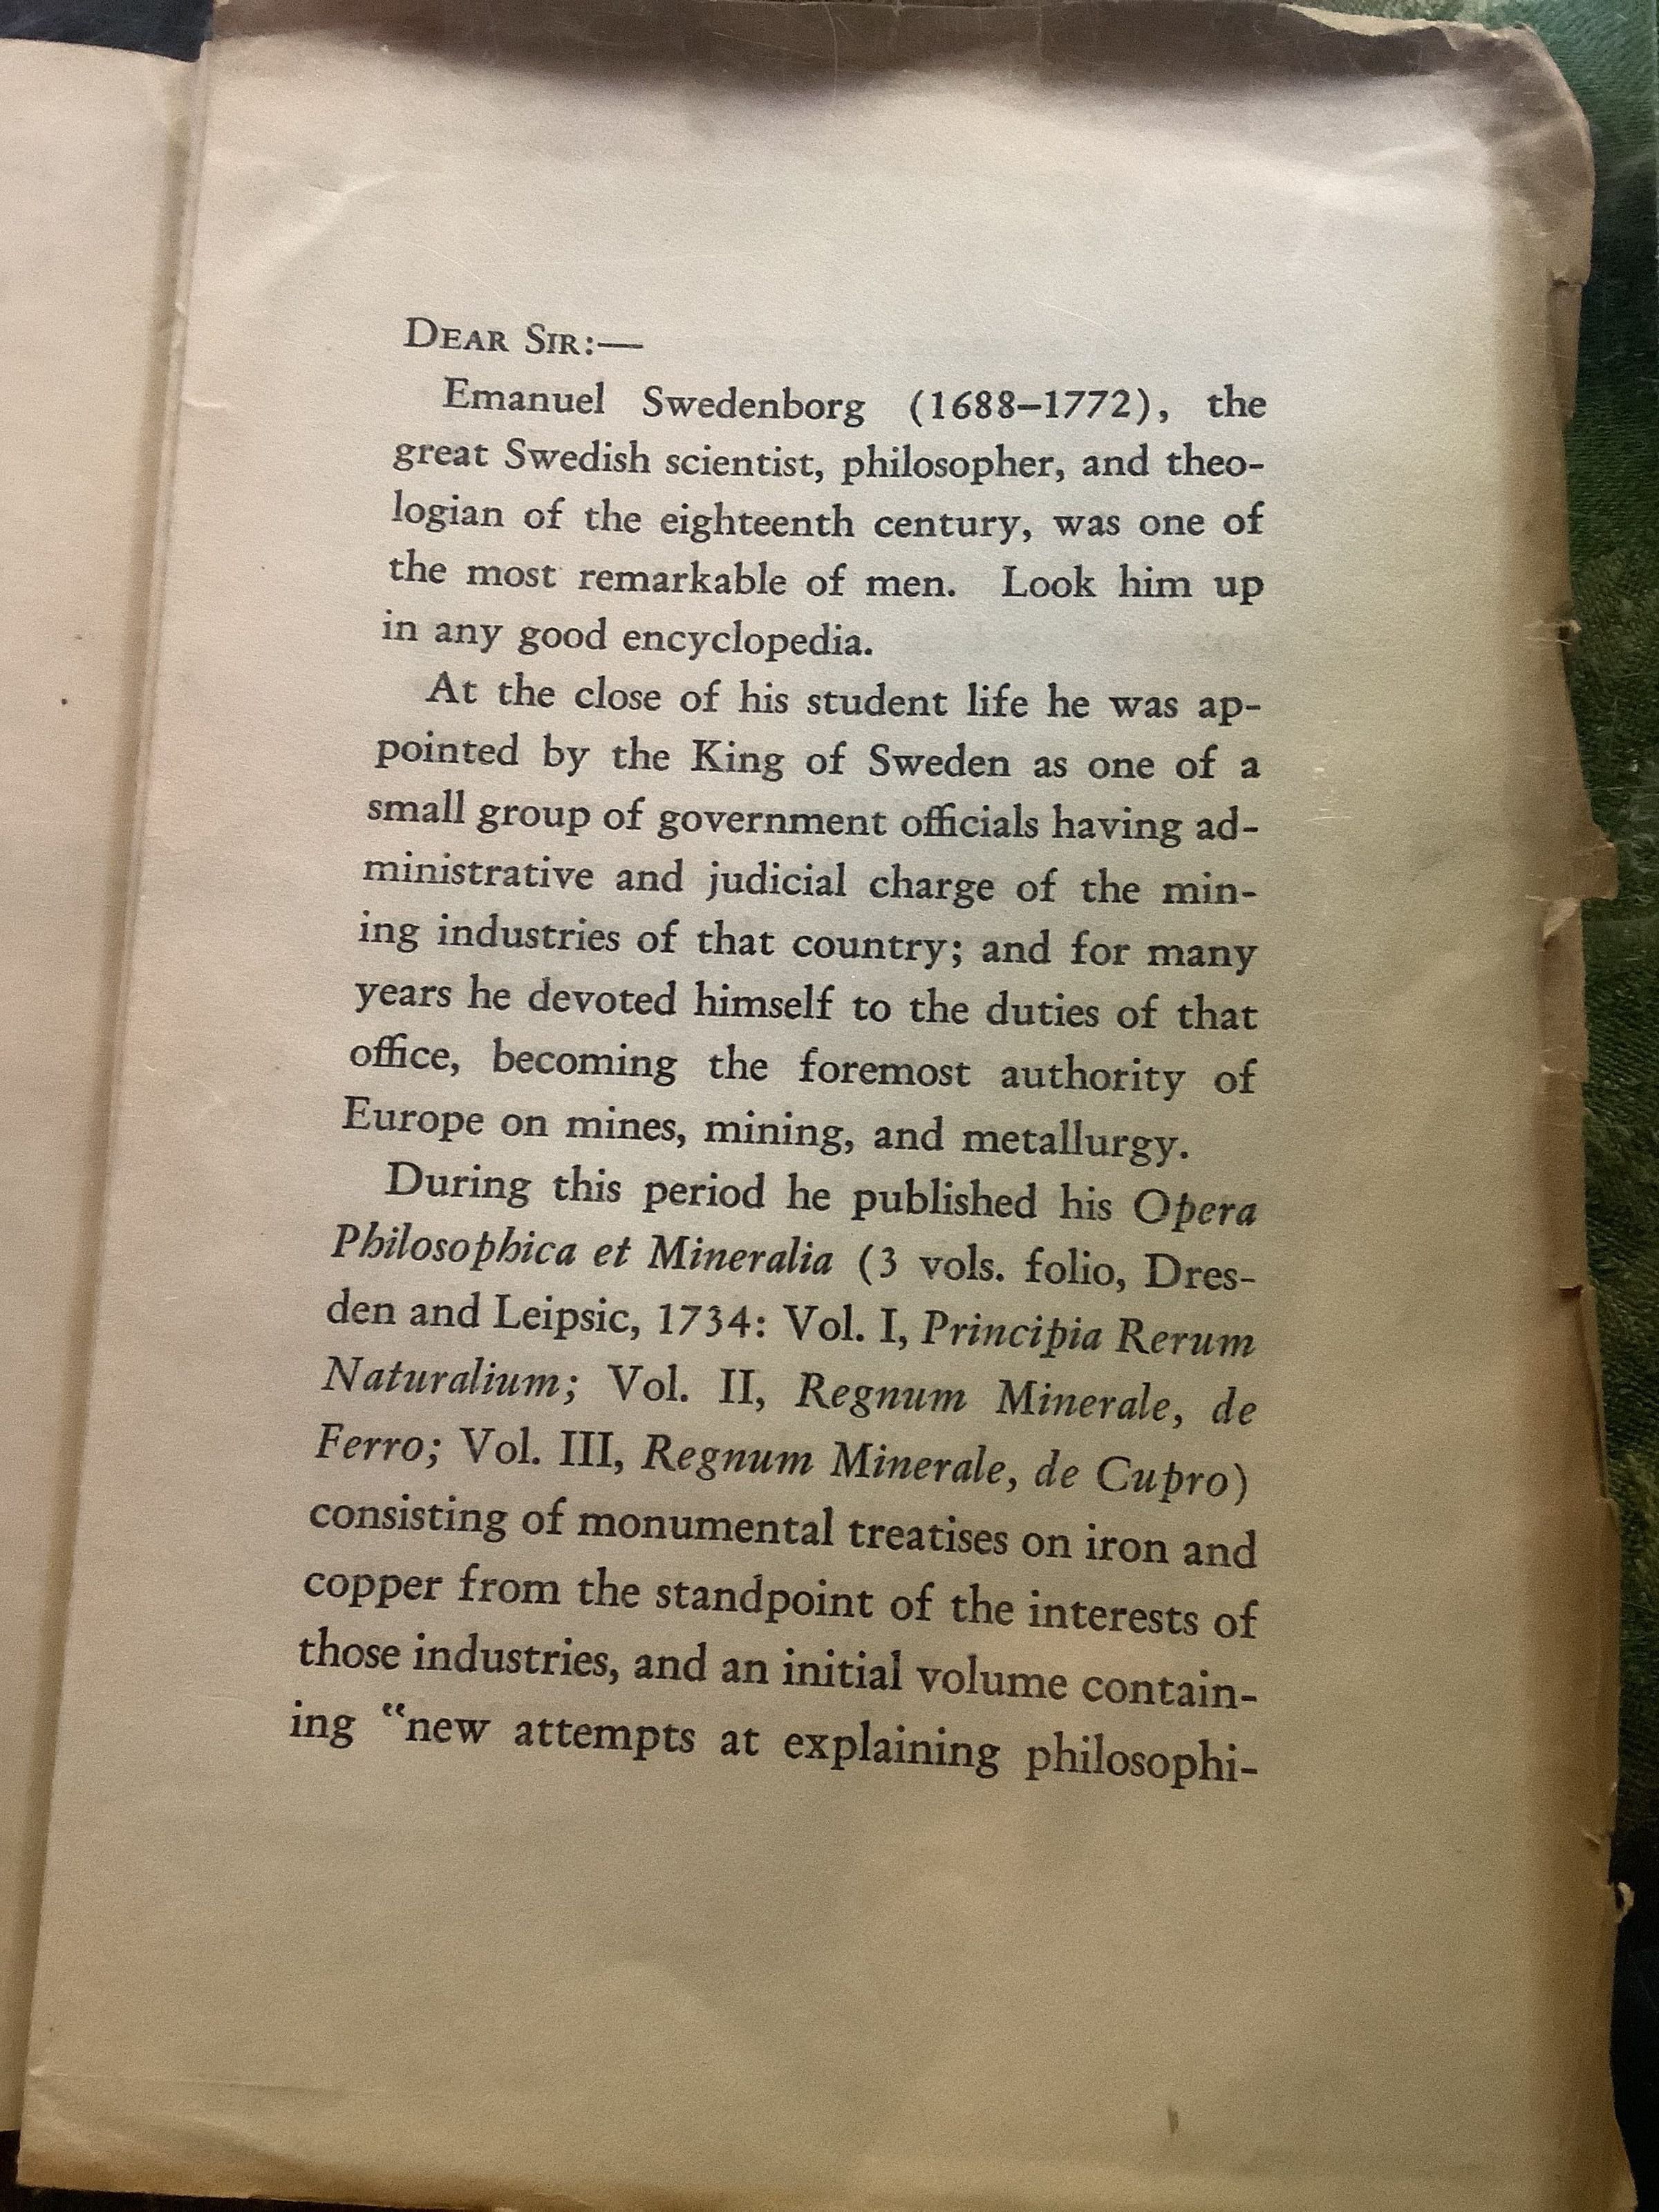 DEAR SIR:—
Emanuel Swedenborg (1688–1772), the
great Swedish scientist, philosopher, and theo-
logian of the eighteenth century, was one of
the most remarkable of men. Look him up
in any good encyclopedia.
At the close of his student life he was ap-
pointed by the King of Sweden as one of a
small group of government officials having ad-
ministrative and judicial charge of the min-
ing industries of that country; and for many
years he devoted himself to the duties of that
office, becoming the foremost authority of
Europe on mines, mining, and metallurgy.
During this period he published his Opera
Philosophica et Mineralia (3 vols. folio, Dres-
den and Leipsic, 1734: Vol. I, Principia Rerum
Naturalium; Vol. II, Regnum Minerale, de
Ferro; Vol. III, Regnum Minerale, de Cupro)
consisting of monumental treatises on iron and
copper from the standpoint of the interests of
those industries, and an initial volume contain-
ing "new attempts at explaining philosophi-